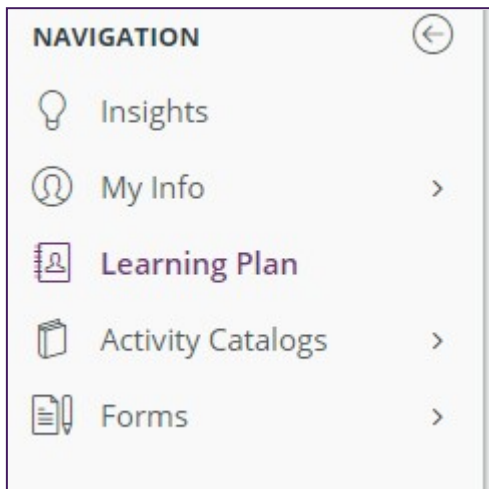 NAVIGATION
Insights
My Info
Learning Plan
Activity Catalogs
Forms